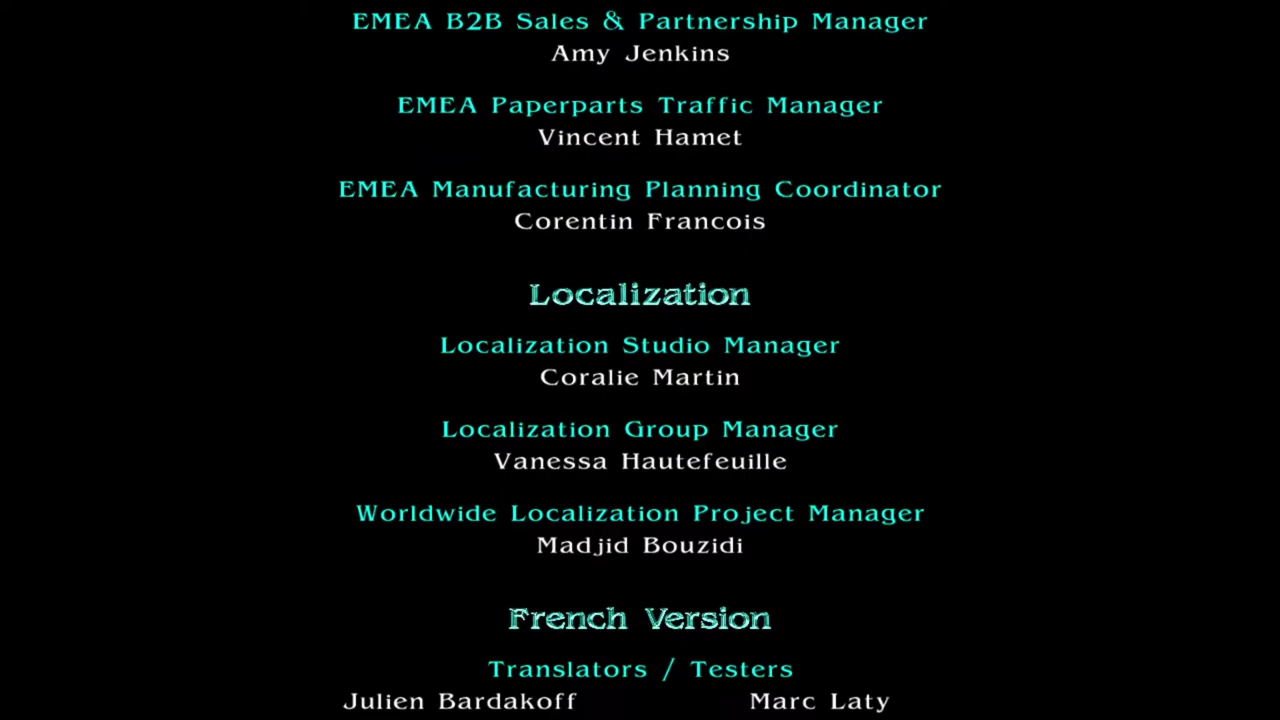 EMEA B2B Sales & Partnership Manager
Amy Jenkins
EMEA Paperparts Traffic Manager
Vincent Hamet
EMEA Manufacturing Planning Coordinator
Corentin Francois
Localization
Localization Studio Manager
Coralie Martin
Localization Group Manager
Vanessa Hautefeuille
Worldwide Localization Project Manager
Madjid Bouzidi
French Version
Translators / Testers
Julien Bardakoff Marc Laty